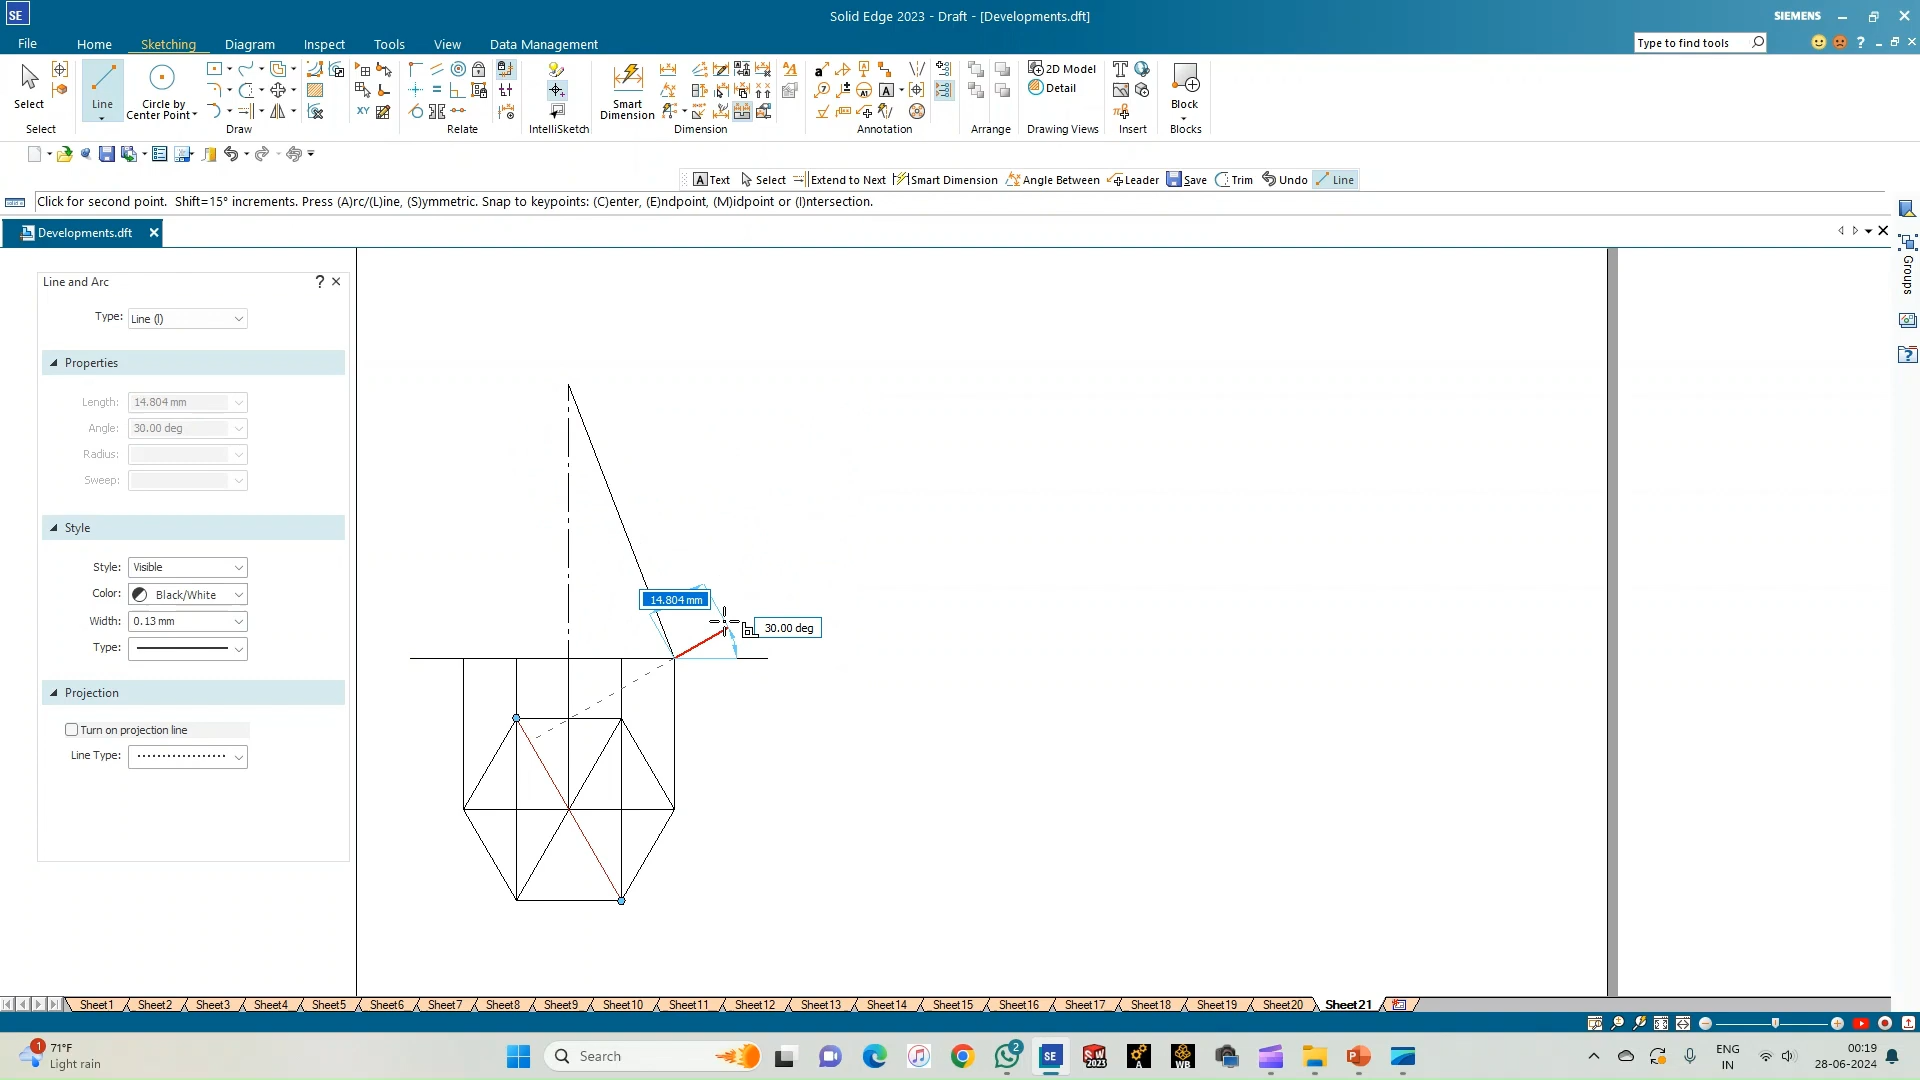 SE
Solid Edge 2023 - Draft - [Developments.dft]
SIEMENS
File
Home
Sketching
Diagram
Inspect
Tools
View
Data Management
Type to find tools
Select
Line
Circle by
Center Point
XY
Smart
Dimension
2D Model
Detail
Block
Select
Draw
Relate
IntelliSketch
Dimension
Annotation
Arrange
Drawing Views
Insert
Blocks
Text
Select
Extend to Next
Smart Dimension
Angle Between
Leader
Save
Trim
Undo
Line
Click for second point. Shift=15° increments. Press (A)rc/(L)ine, (S)ymmetric. Snap to keypoints: (C)enter, (E)ndpoint, (M)idpoint or (I)ntersection.
Developments.dft
Groups
Line and Arc
Type: Line (l)
Properties
Length: 14.804 mm
Angle: 30.00 deg
Radius:
Sweep:
Style
Style: Visible
Color: Black/White
Width: 0.13 mm
Type:
Projection
Turn on projection line
Line Type:
14.804 mm
30.00 deg
Sheet1
Sheet2
Sheet3
Sheet4
Sheet5
Sheet6
Sheet7
Sheet8
Sheet9
Sheet10
Sheet11
Sheet12
Sheet13
Sheet14
Sheet15
Sheet16
Sheet17
Sheet18
Sheet19
Sheet20
Sheet21
1
71°F
Light rain
Search
2
SE
2023
A
WB
ENG
IN
00:19
28-06-2024